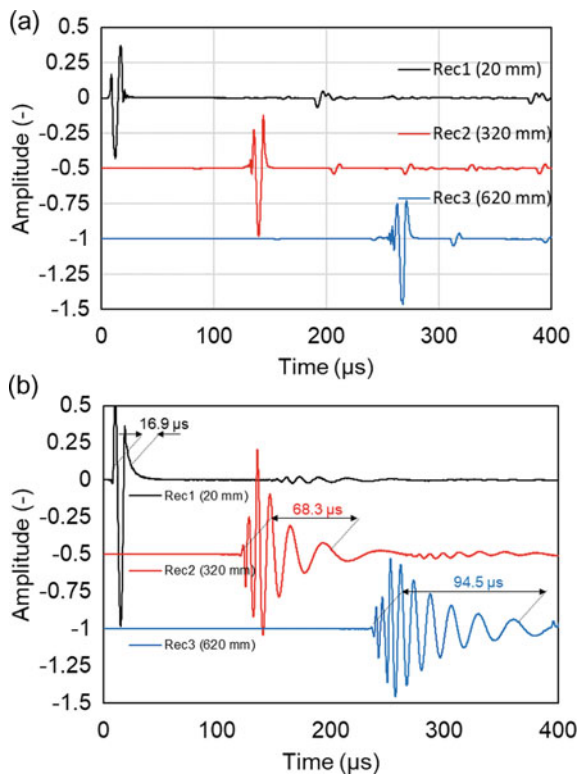 (a)
0.5
0.25
0
-0.25
-0.5
-0.75
-1
-1.25
-1.5
Amplitude (-)
Rec1 (20 mm)
Rec2 (320 mm)
Rec3 (620 mm)
0 100 200 300 400
Time (μs)
(b)
0.5
0.25
0
-0.25
-0.5
-0.75
-1
-1.25
-1.5
Amplitude (-)
16.9 μs
Rec1 (20 mm)
68.3 μs
Rec2 (320 mm)
94.5 μs
Rec3 (620 mm)
0 100 200 300 400
Time (μs)